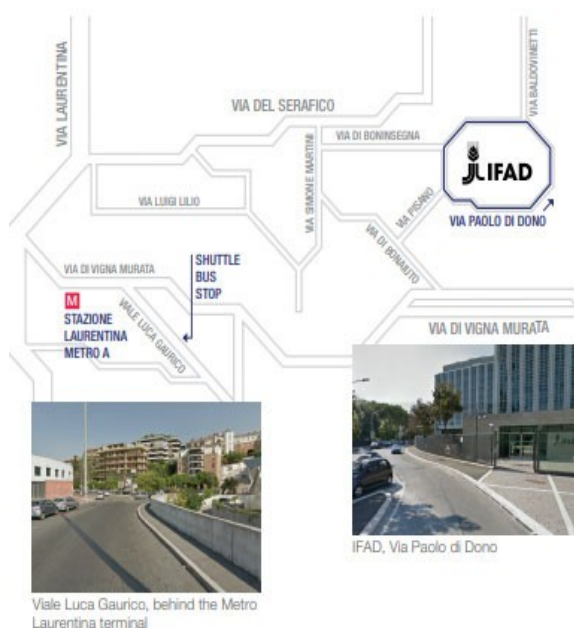 VIA LAURENTINA
VIA DEL SERAFICO
VIA BALDOVINETTI
VIA DI BONINSEGNA
VIA SIMONE MARTINI
IFAD
VIA LUIGI LILIO
VIA PISANO
VIA PAOLO DI DONO
VIA DI BONAIUTO
SHUTTLE
BUS
STOP
VIA DI VIGNA MURATA
M
STAZIONE
LAURENTINA
METRO A
VIALE LUCA GAURICO
VIA DI VIGNA MURATA
IFAD, Via Paolo di Dono
Viale Luca Gaurico, behind the Metro
Laurentina terminal